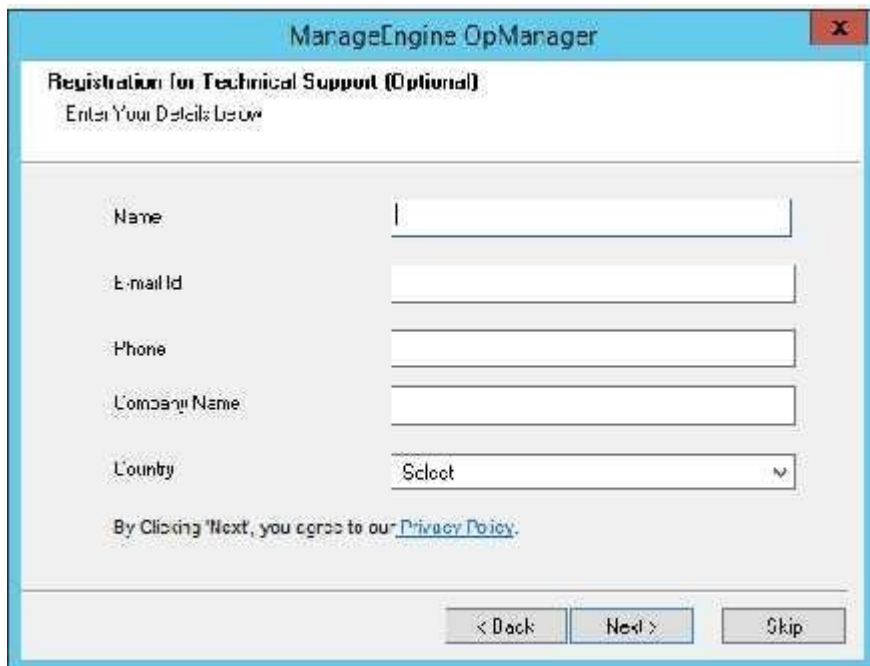 ManageEngine OpManager
x
Registration for Technical Support (Optional)
Enter Your Details below
Name
E-mail Id
Phone
Company Name
Country
Select
By Clicking 'Next', you agree to our Privacy Policy.
< Back
Next >
Skip